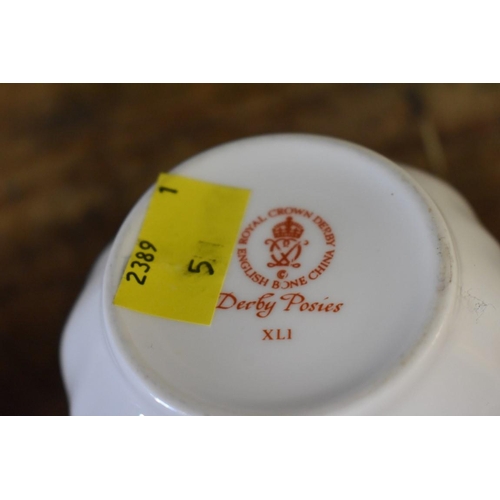 1
2389
5
ROYAL CROWN DERBY
ENGLISH BONE CHINA
Derby Posies
XLI